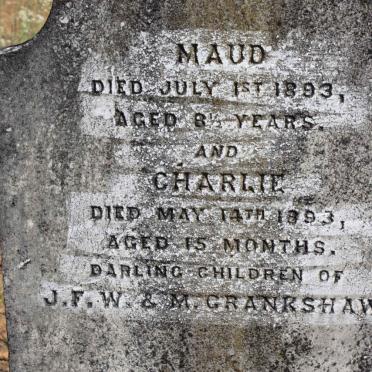 MAUD
DIED JULY 1ST 1893,
AGED 8½ YEARS.
AND
CHARLIE
DIED MAY 14TH 1893,
AGED 15 MONTHS.
DARLING CHILDREN OF
J.F.W. & M. CRANKSHAW